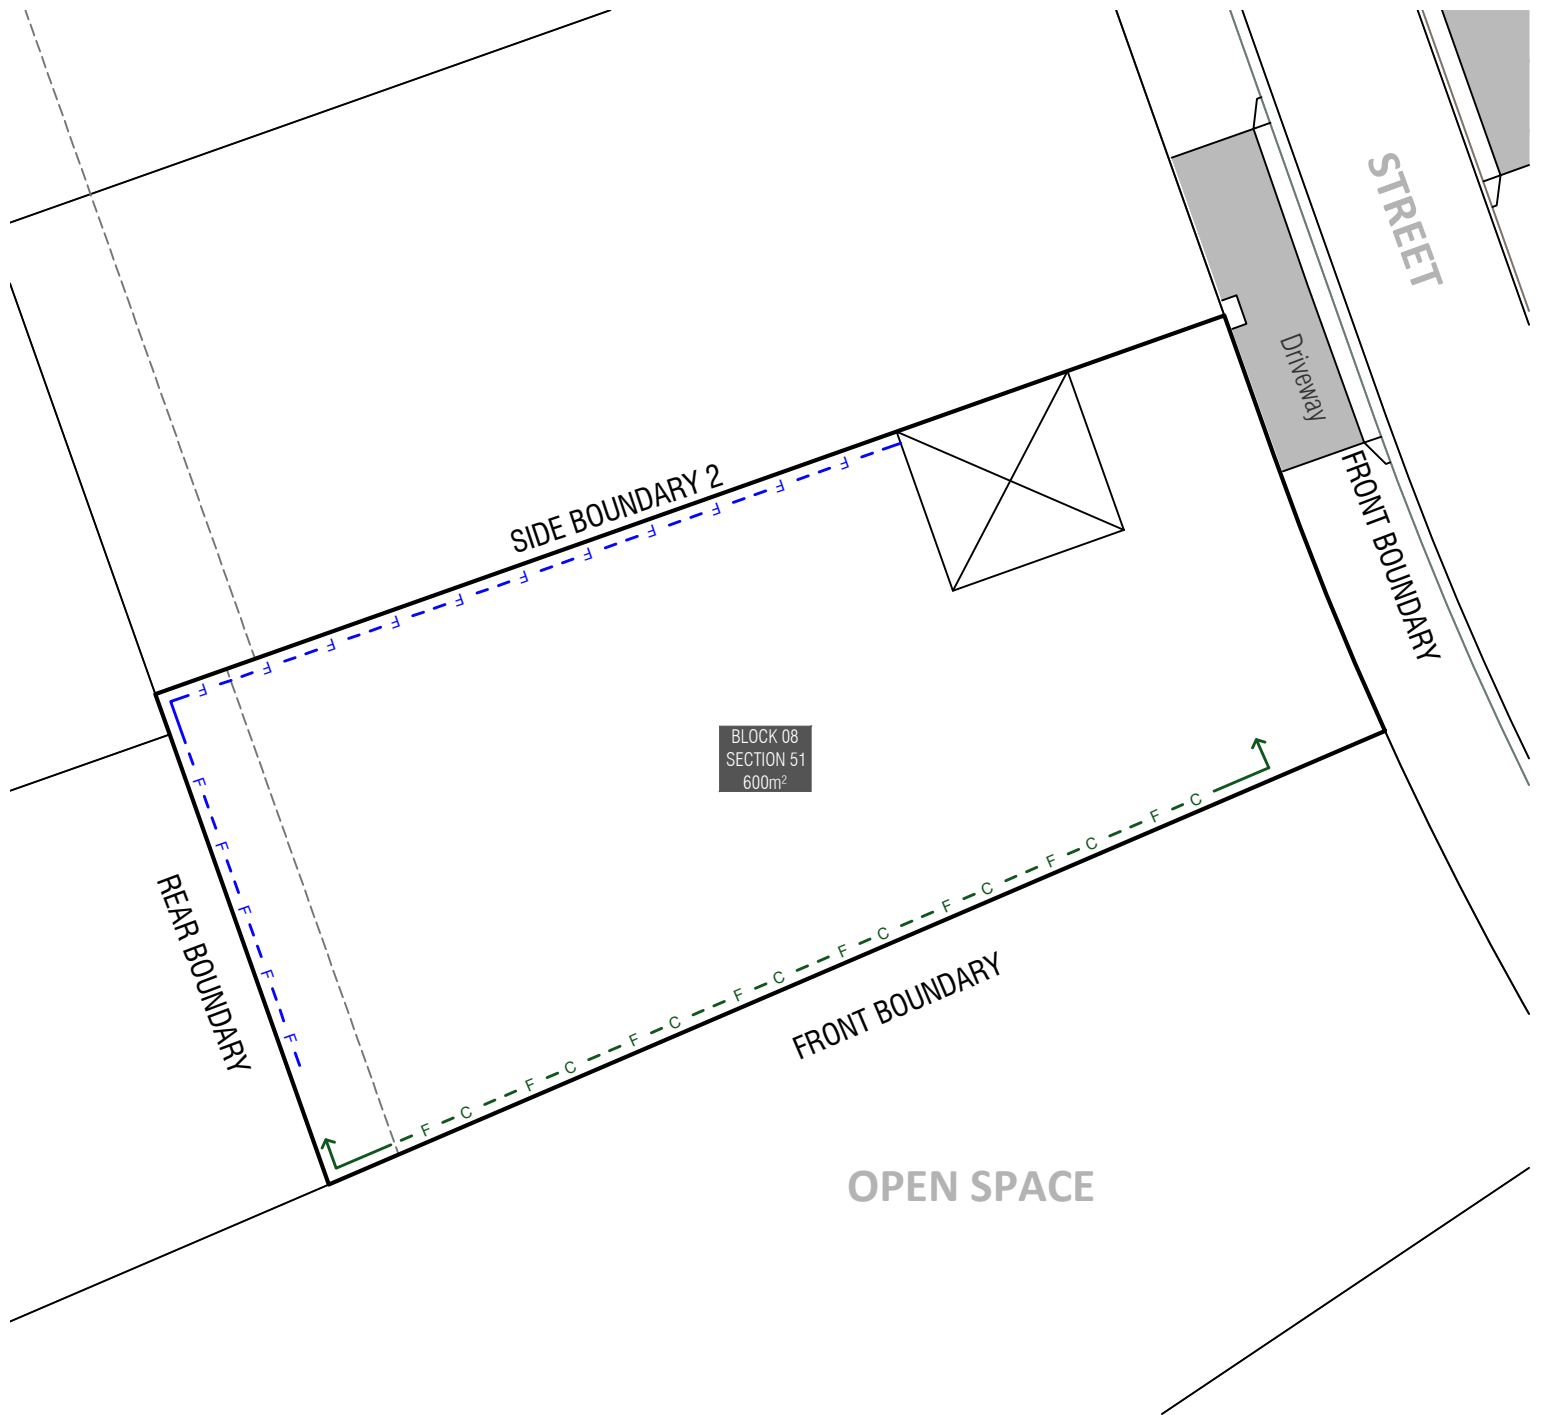 STREET
Driveway
FRONT BOUNDARY
SIDE BOUNDARY 2
F F F F F F F F F F F
BLOCK 08
SECTION 51
600m²
F F F F F
REAR BOUNDARY
F C F C F C F C F C F C F C F C
FRONT BOUNDARY
OPEN SPACE